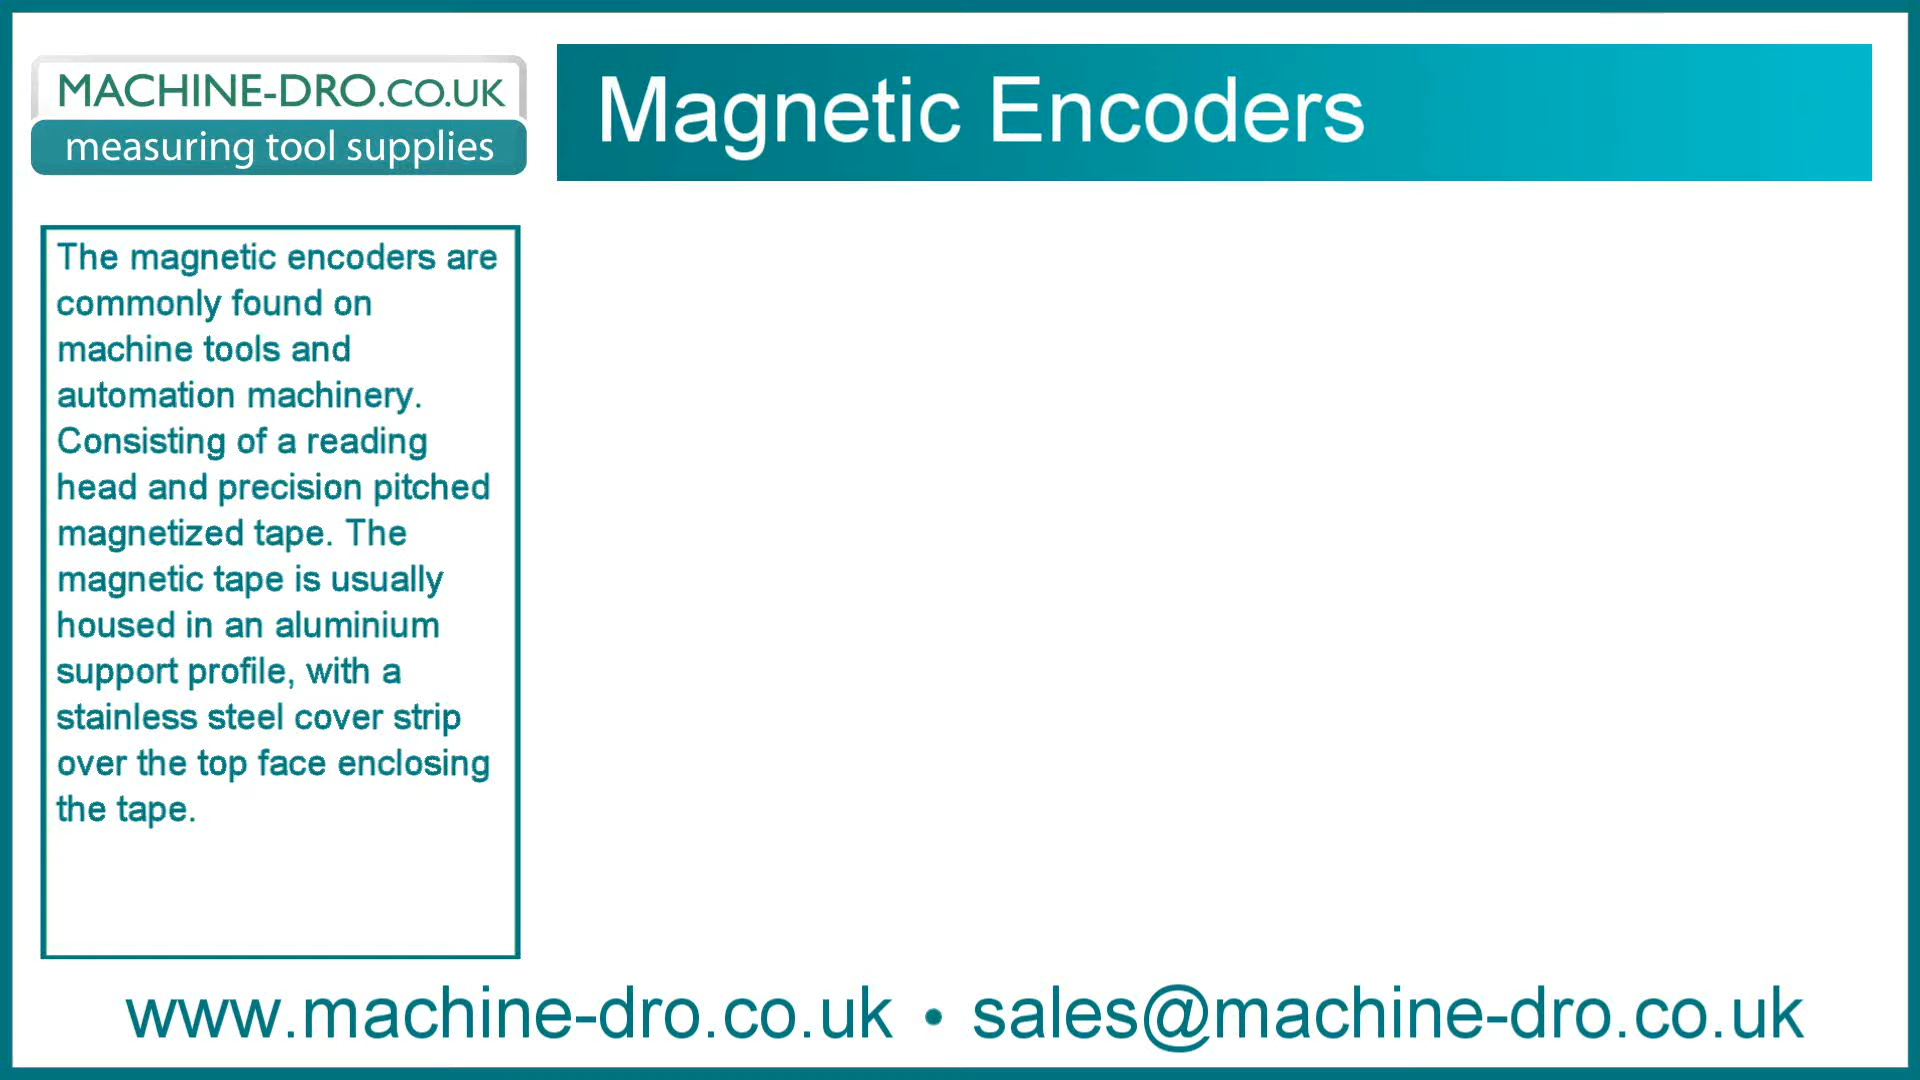 MACHINE-DRO.CO.UK
measuring tool supplies
Magnetic Encoders
The magnetic encoders are
commonly found on
machine tools and
automation machinery.
Consisting of a reading
head and precision pitched
magnetized tape. The
magnetic tape is usually
housed in an aluminium
support profile, with a
stainless steel cover strip
over the top face enclosing
the tape.
www.machine-dro.co.uk • sales@machine-dro.co.uk